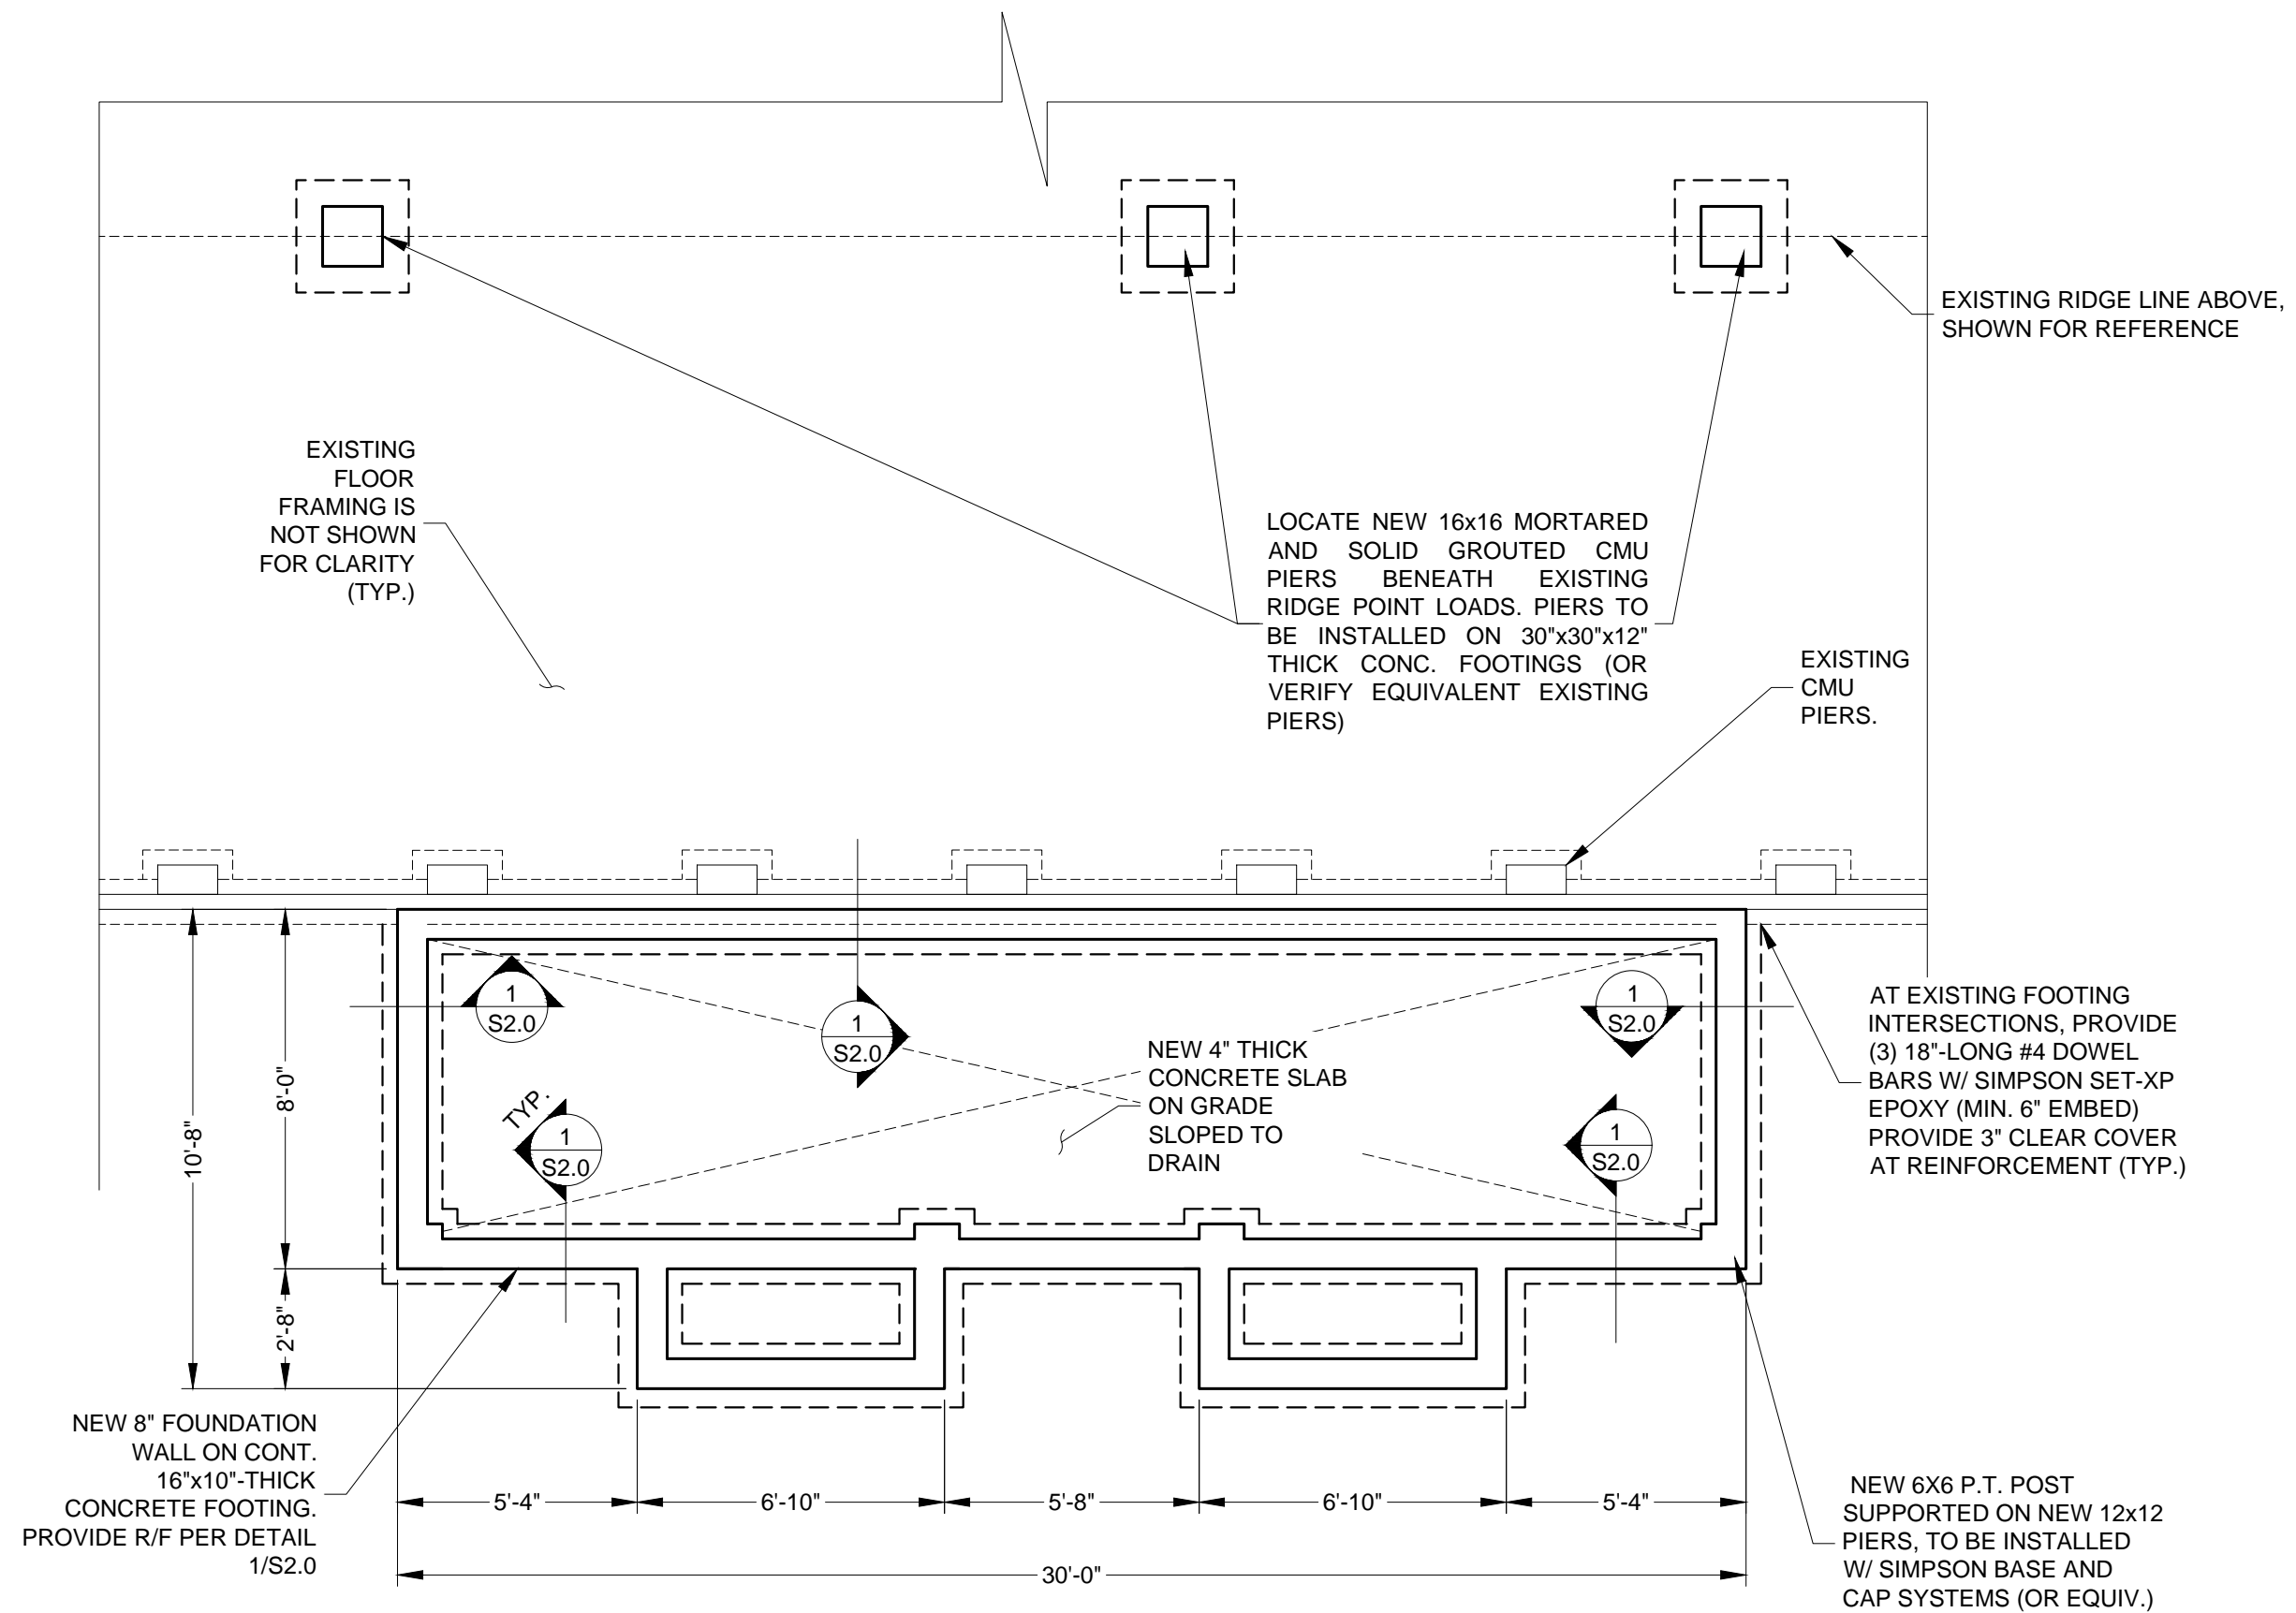 EXISTING RIDGE LINE ABOVE,
SHOWN FOR REFERENCE
EXISTING
FLOOR
FRAMING IS
NOT SHOWN
FOR CLARITY
(TYP.)
LOCATE NEW 16x16 MORTARED
AND SOLID GROUTED CMU
PIERS BENEATH EXISTING
RIDGE POINT LOADS. PIERS TO
BE INSTALLED ON 30"x30"x12"
THICK CONC. FOOTINGS (OR
VERIFY EQUIVALENT EXISTING
PIERS)
EXISTING
CMU
PIERS.
1
S2.0
1
S2.0
1
S2.0
TYP.
1
S2.0
1
S2.0
NEW 4" THICK
CONCRETE SLAB
ON GRADE
SLOPED TO
DRAIN
AT EXISTING FOOTING
INTERSECTIONS, PROVIDE
(3) 18"-LONG #4 DOWEL
BARS W/ SIMPSON SET-XP
EPOXY (MIN. 6" EMBED)
PROVIDE 3" CLEAR COVER
AT REINFORCEMENT (TYP.)
10'-8"
8'-0"
2'-8"
NEW 8" FOUNDATION
WALL ON CONT.
16"x10"-THICK
CONCRETE FOOTING.
PROVIDE R/F PER DETAIL
1/S2.0
5'-4"
6'-10"
5'-8"
6'-10"
5'-4"
30'-0"
NEW 6X6 P.T. POST
SUPPORTED ON NEW 12x12
PIERS, TO BE INSTALLED
W/ SIMPSON BASE AND
CAP SYSTEMS (OR EQUIV.)